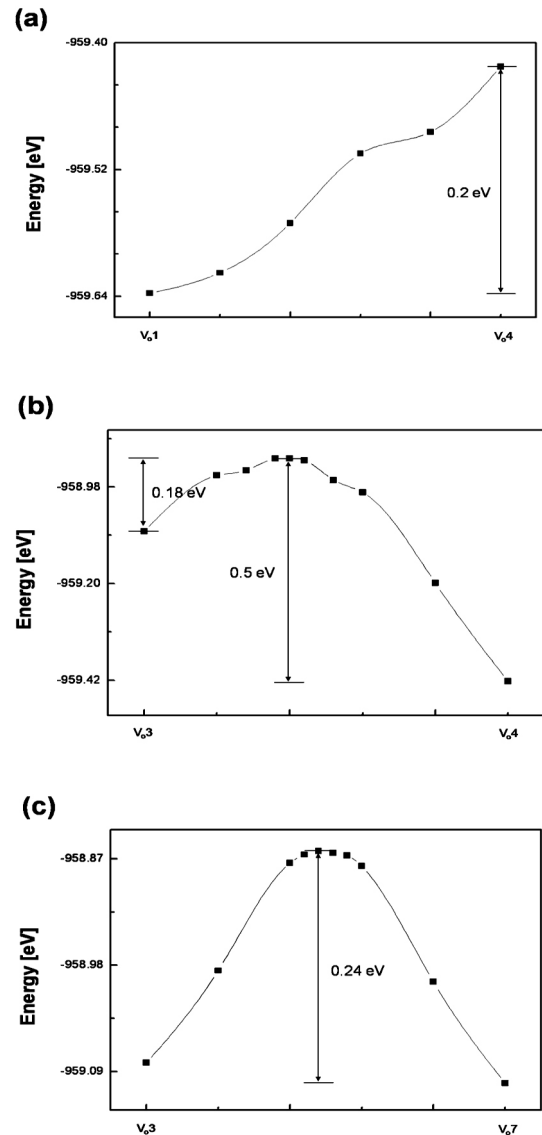 (a)
-959.40
-959.52
-959.64
Energy [eV]
0.2 eV
Vo1
Vo4
(b)
-958.98
-959.20
-959.42
Energy [eV]
0.18 eV
0.5 eV
Vo3
Vo4
(c)
-958.87
-958.98
-959.09
Energy [eV]
0.24 eV
Vo3
Vo7